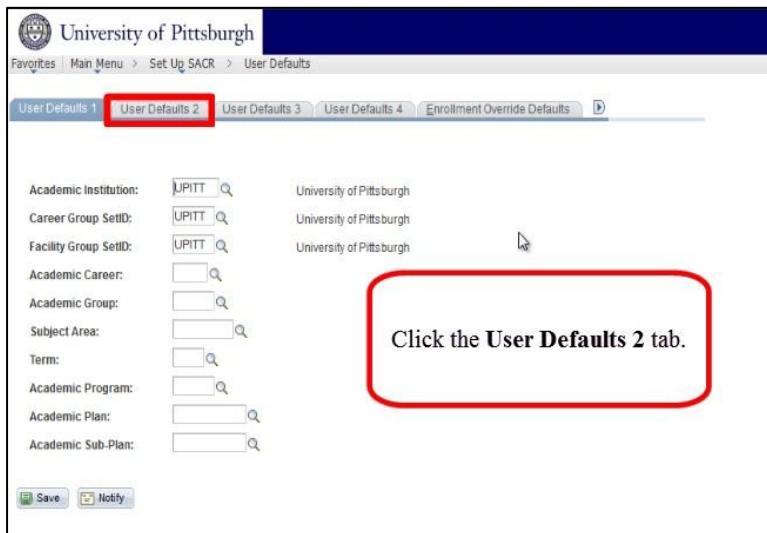 University of Pittsburgh
Favorites Main Menu > Set Up SACR > User Defaults
User Defaults 1 User Defaults 2 User Defaults 3 User Defaults 4 Enrollment Override Defaults
Academic Institution: UPITT University of Pittsburgh
Career Group SetID: UPITT University of Pittsburgh
Facility Group SetID: UPITT University of Pittsburgh
Academic Career:
Academic Group:
Subject Area:
Term:
Academic Program:
Academic Plan:
Academic Sub-Plan:
Click the User Defaults 2 tab.
Save Notify